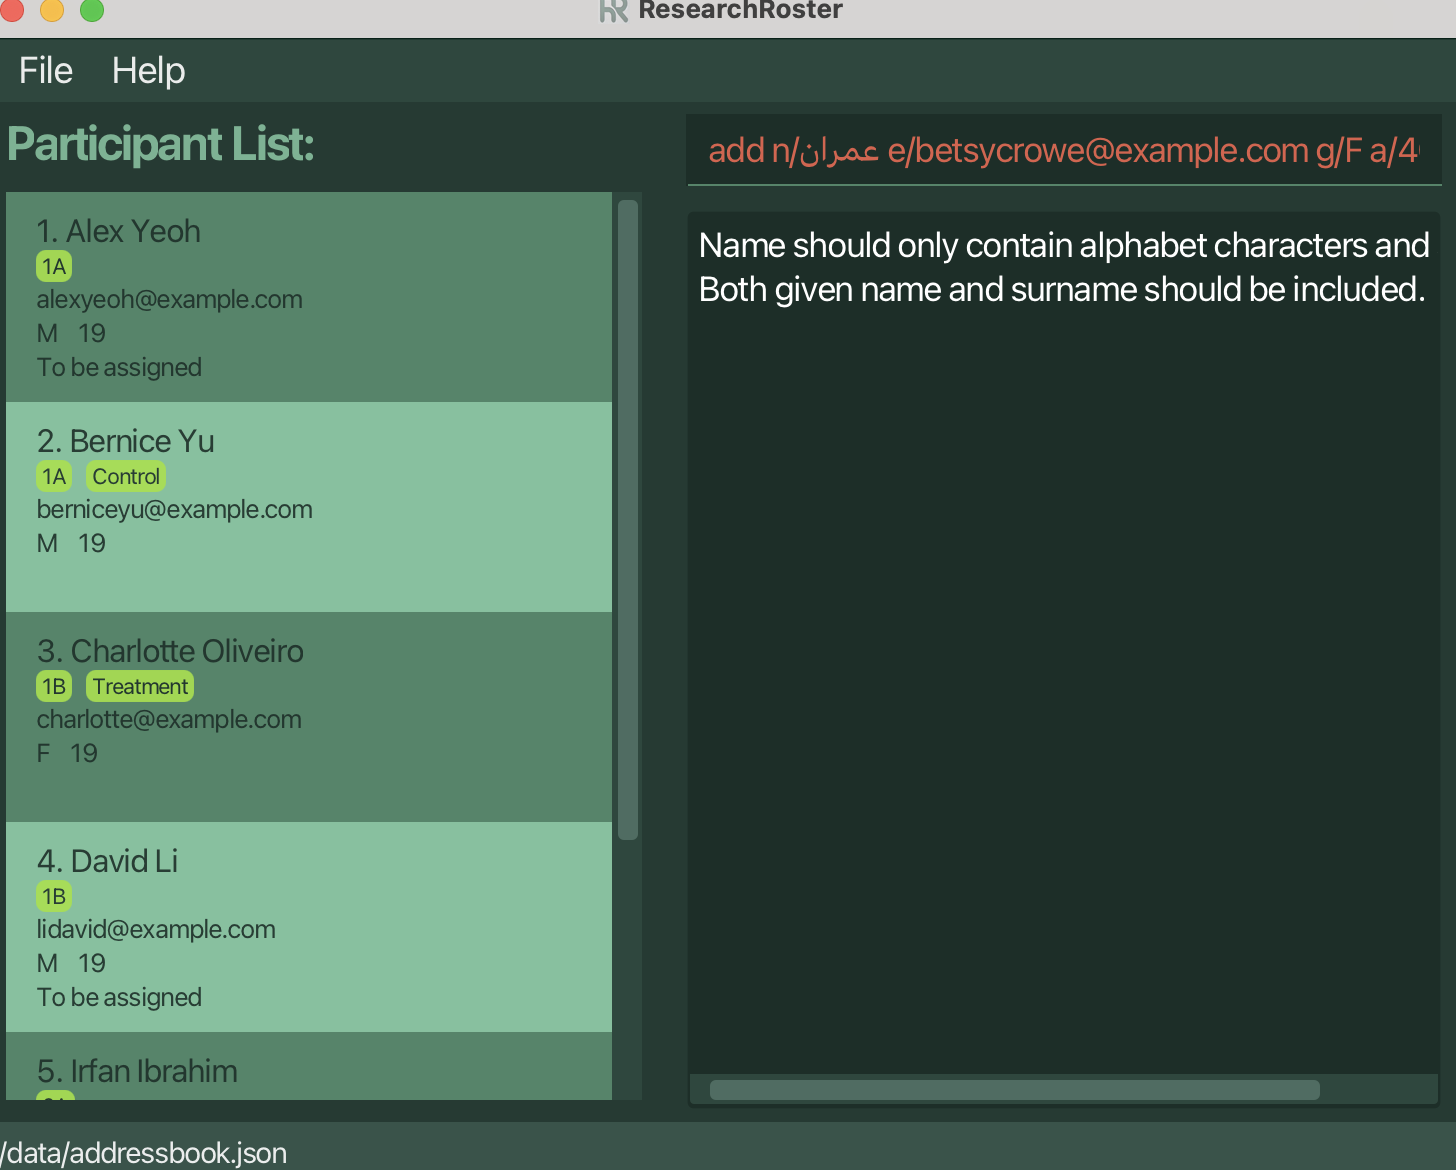 ResearchRoster
File Help
Participant List:
1. Alex Yeoh
1A
alexyeoh@example.com
M 19
To be assigned
2. Bernice Yu
1A Control
berniceyu@example.com
M 19
3. Charlotte Oliveiro
1B Treatment
charlotte@example.com
F 19
4. David Li
1B
lidavid@example.com
M 19
To be assigned
5. Irfan Ibrahim
add n/عمران e/betsycrowe@example.com g/F a/4
Name should only contain alphabet characters and
Both given name and surname should be included.
/data/addressbook.json